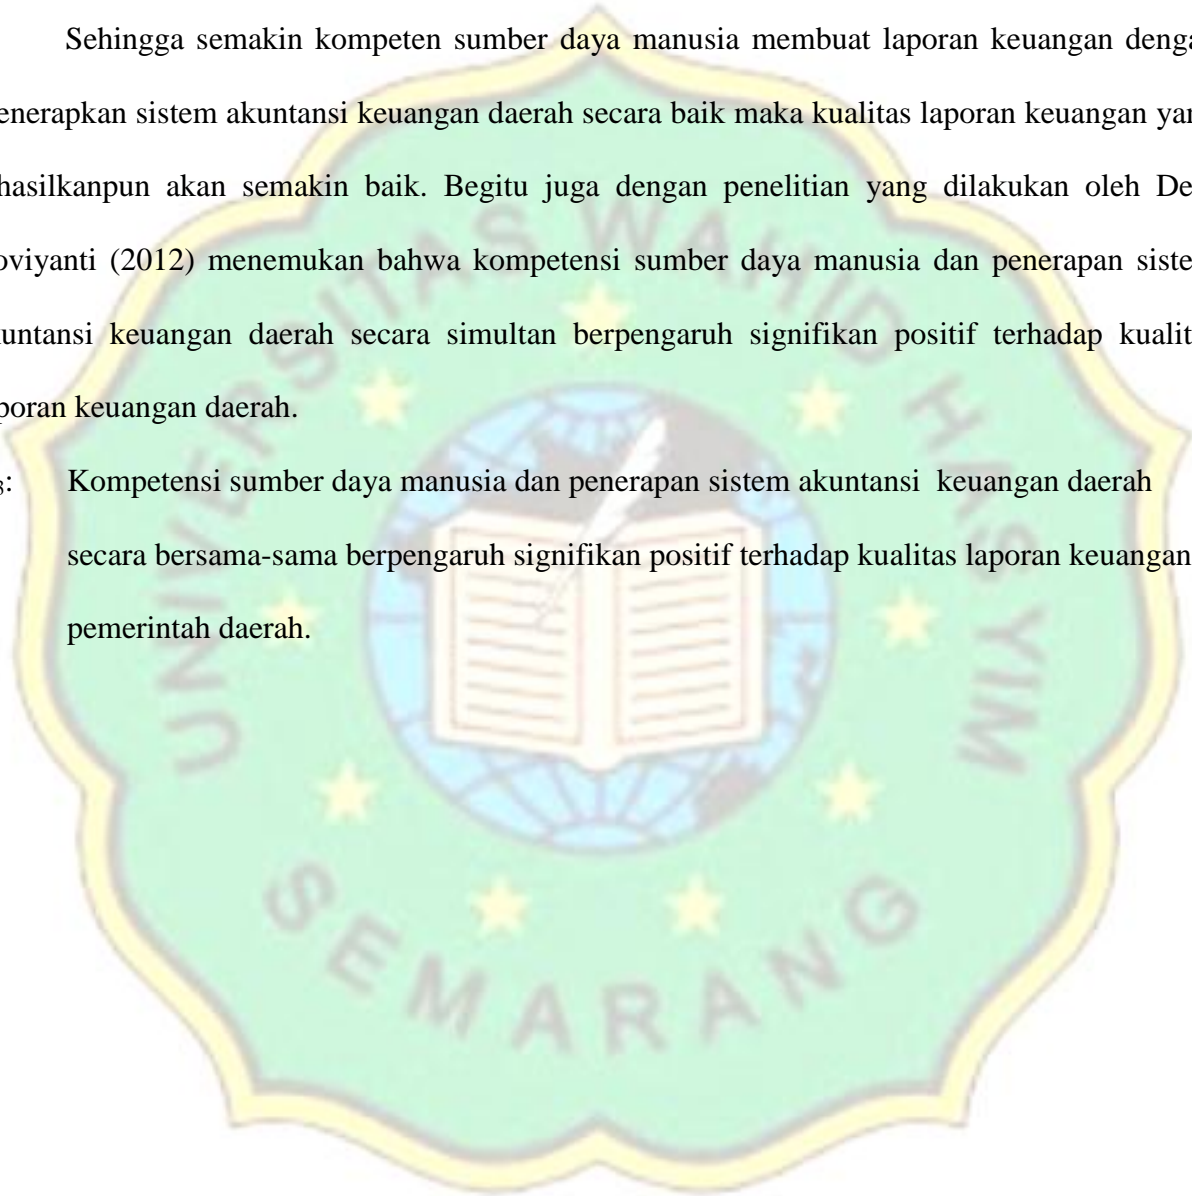 Sehingga semakin kompeten sumber daya manusia membuat laporan keuangan denga
enerapkan sistem akuntansi keuangan daerah secara baik maka kualitas laporan keuangan yan
hasilkanpun akan semakin baik. Begitu juga dengan penelitian yang dilakukan oleh De
oviyanti (2012) menemukan bahwa kompetensi sumber daya manusia dan penerapan siste
untansi keuangan daerah secara simultan berpengaruh signifikan positif terhadap kualit
poran keuangan daerah.
3: Kompetensi sumber daya manusia dan penerapan sistem akuntansi keuangan daerah
secara bersama-sama berpengaruh signifikan positif terhadap kualitas laporan keuangan
pemerintah daerah.
UNIVERSITAS WAHID HASYIM
SEMARANG